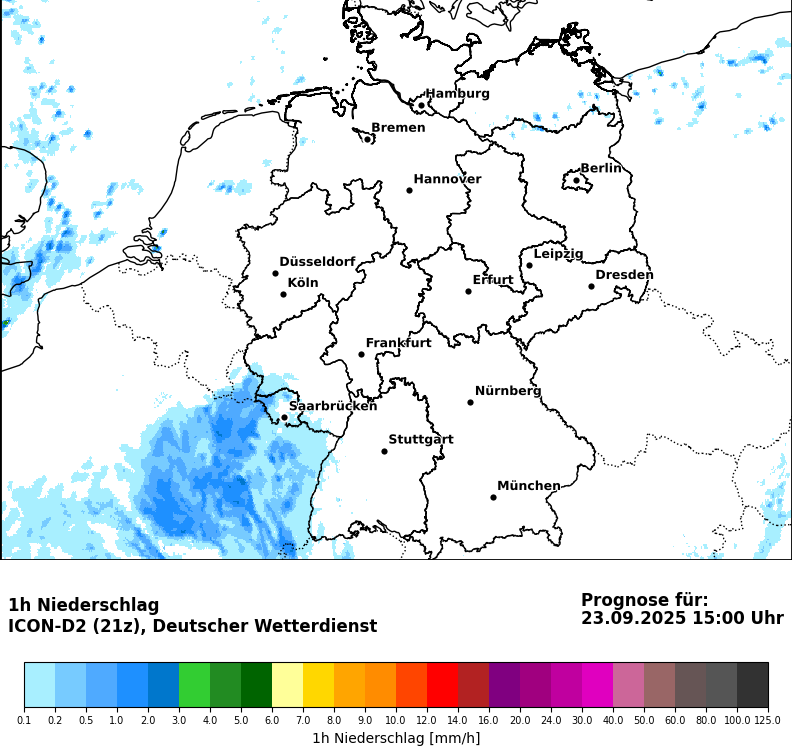 Hamburg
Bremen
Berlin
Hannover
Leipzig
Düsseldorf
Dresden
Köln
Erfurt
Frankfurt
Nürnberg
Saarbrücken
Stuttgart
München
1h Niederschlag
ICON-D2 (21z), Deutscher Wetterdienst
Prognose für:
23.09.2025 15:00 Uhr
0.1 0.2 0.5 1.0 2.0 3.0 4.0 5.0 6.0 7.0 9.0 10.0 12.0 14.0 16.0 20.0 24.0 30.0 40.0 50.0 60.0 80.0 100.0 125.0
1h Niederschlag [mm/h]